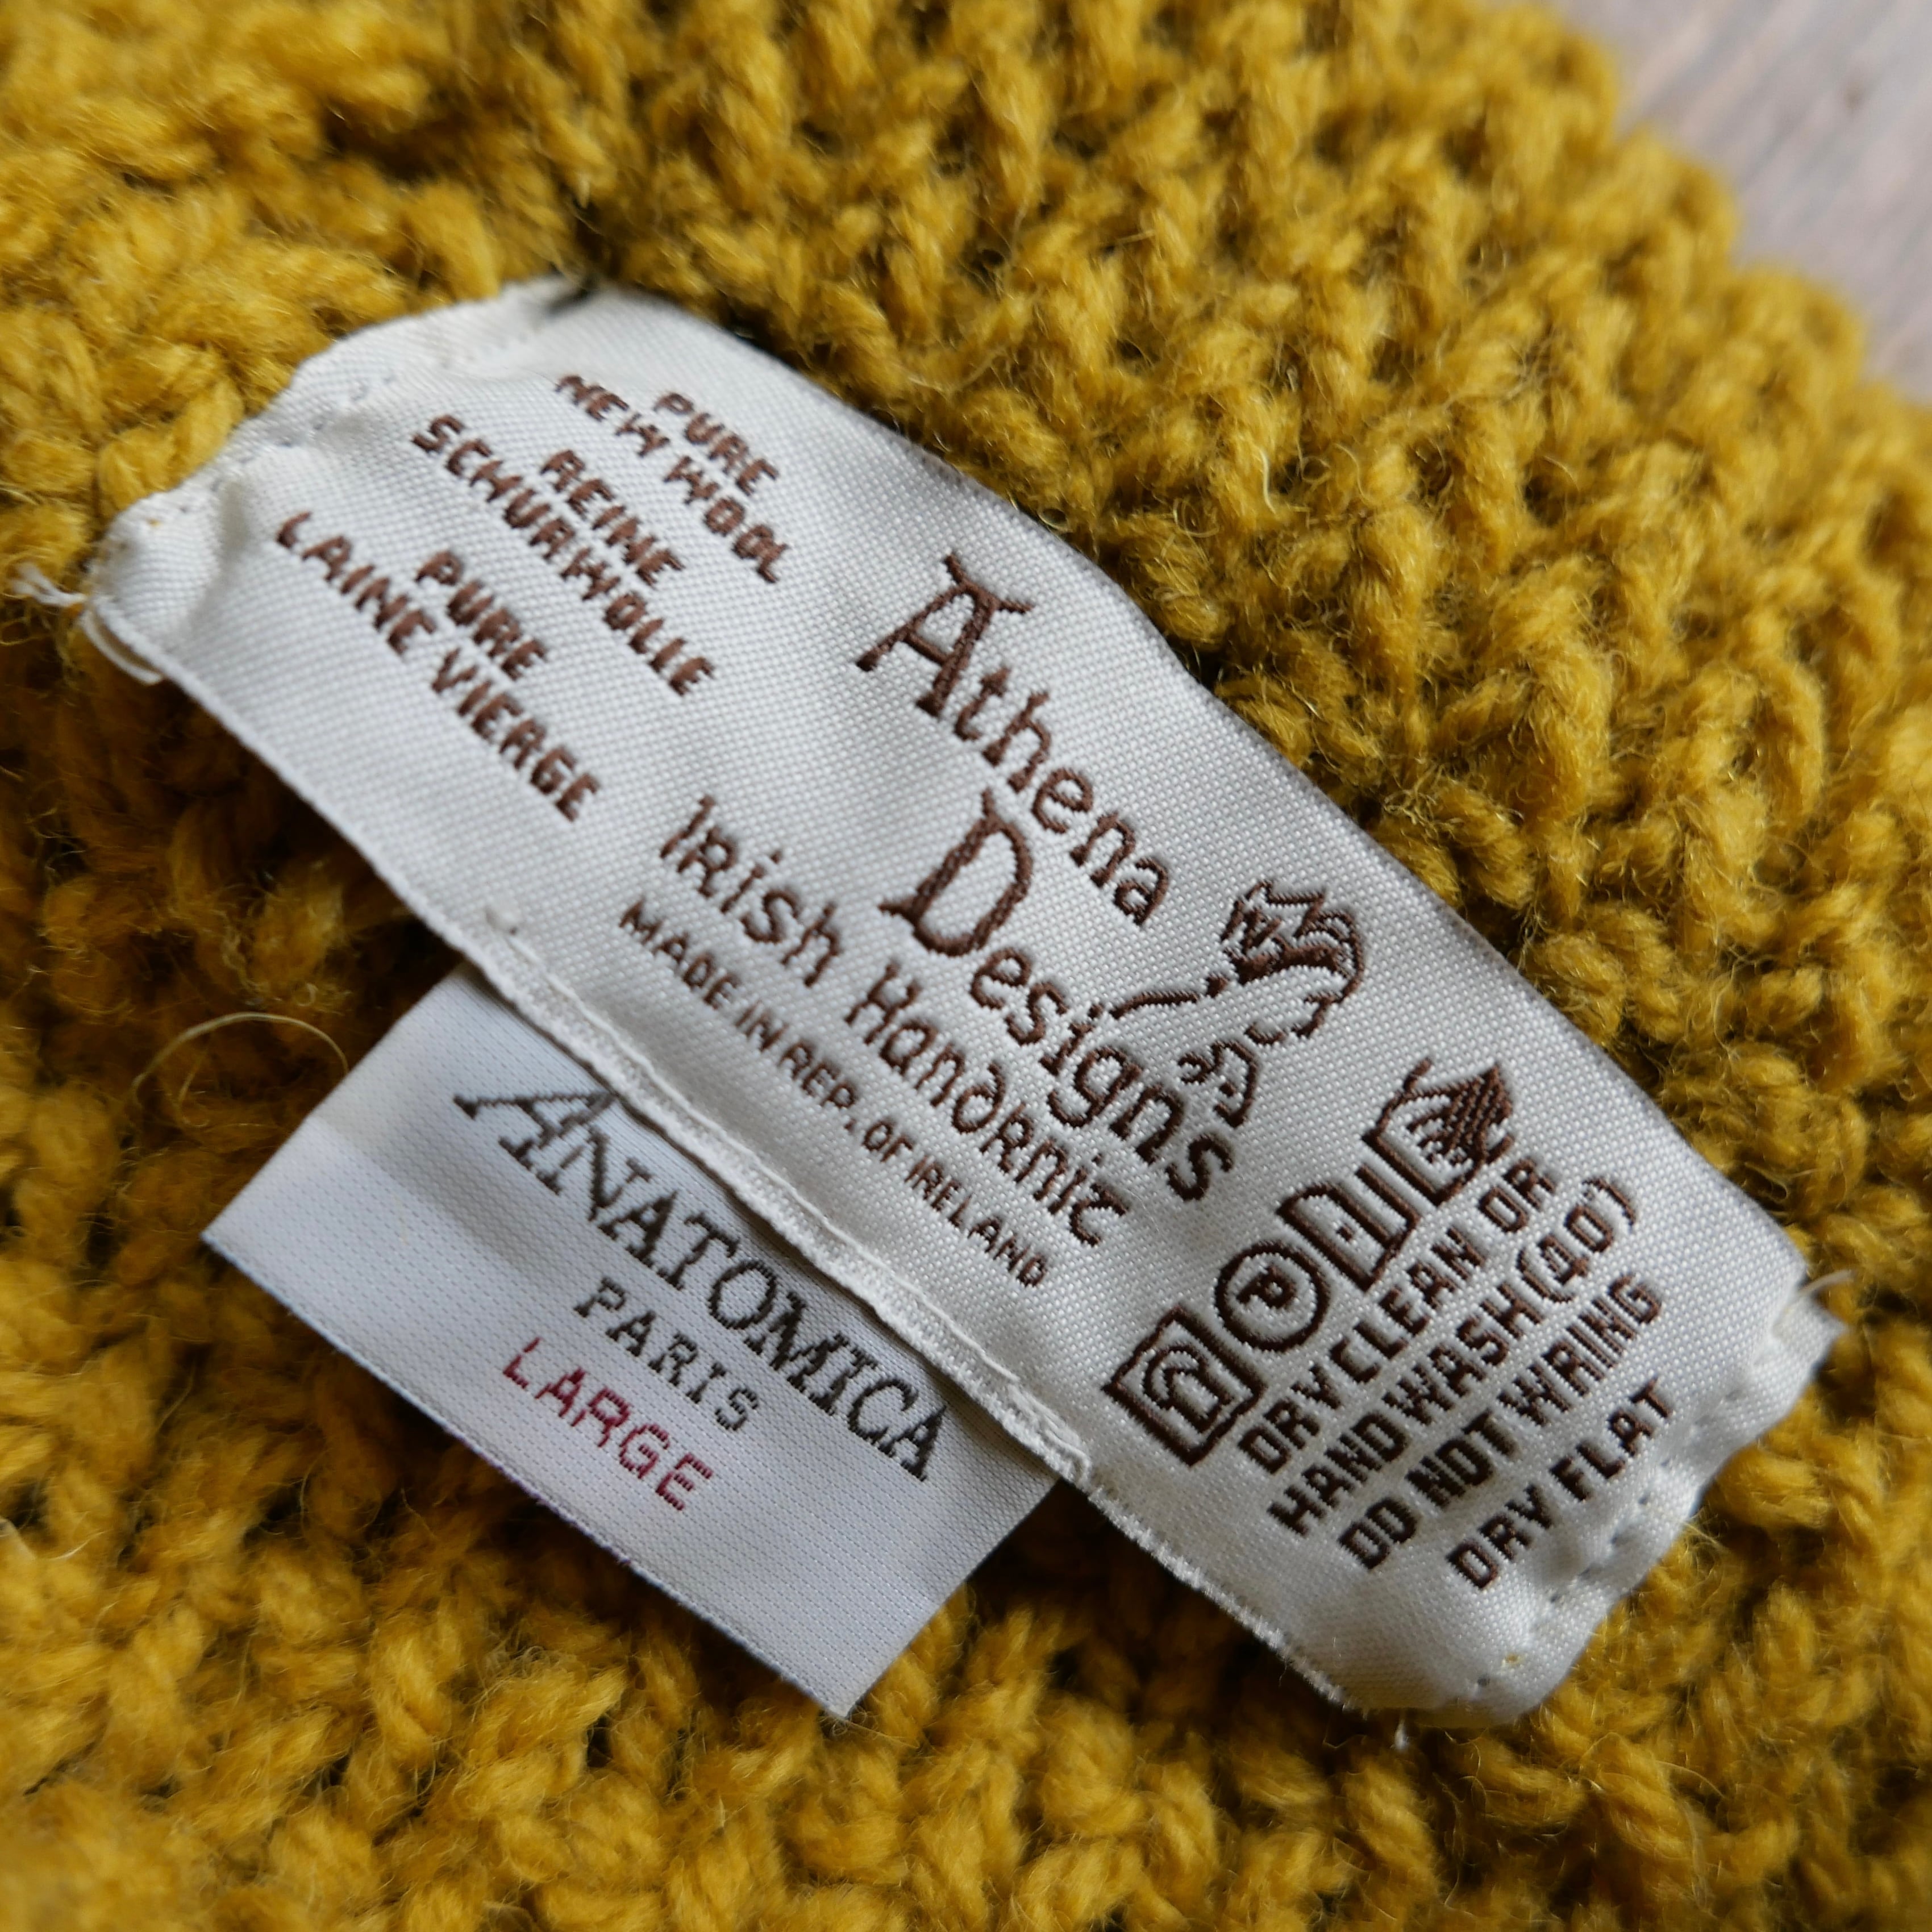 PURE
NEW WOOL
REINE
SCHURWOLLE
PURE
LAINE VIERGE
Athena
Designs
Irish Handknit
MADE IN REP. OF IRELAND
P
DRYCLEAN OR
HANDWASH (40°)
DO NOT WRING
DRY FLAT
ANATOMICA
PARIS
LARGE